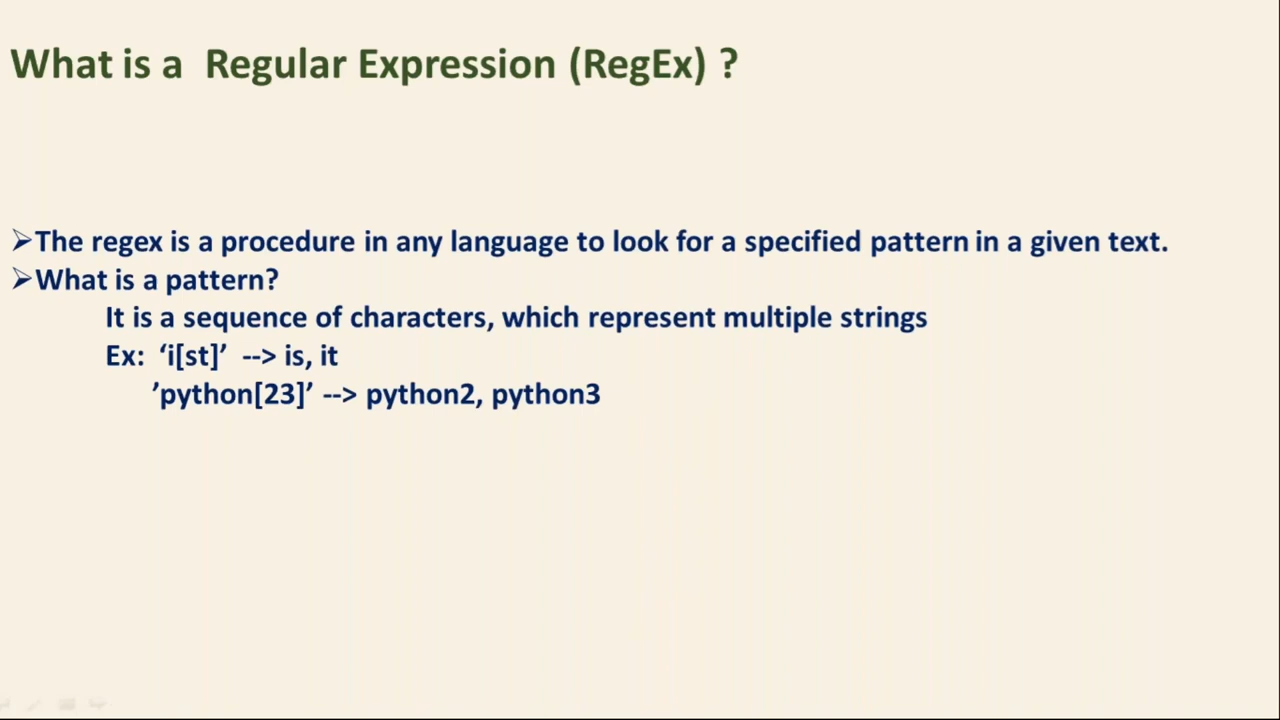 What is a Regular Expression (RegEx) ?
➢The regex is a procedure in any language to look for a specified pattern in a given text.
➢What is a pattern?
It is a sequence of characters, which represent multiple strings
Ex: ‘i[st]’ --> is, it
’python[23]’ --> python2, python3